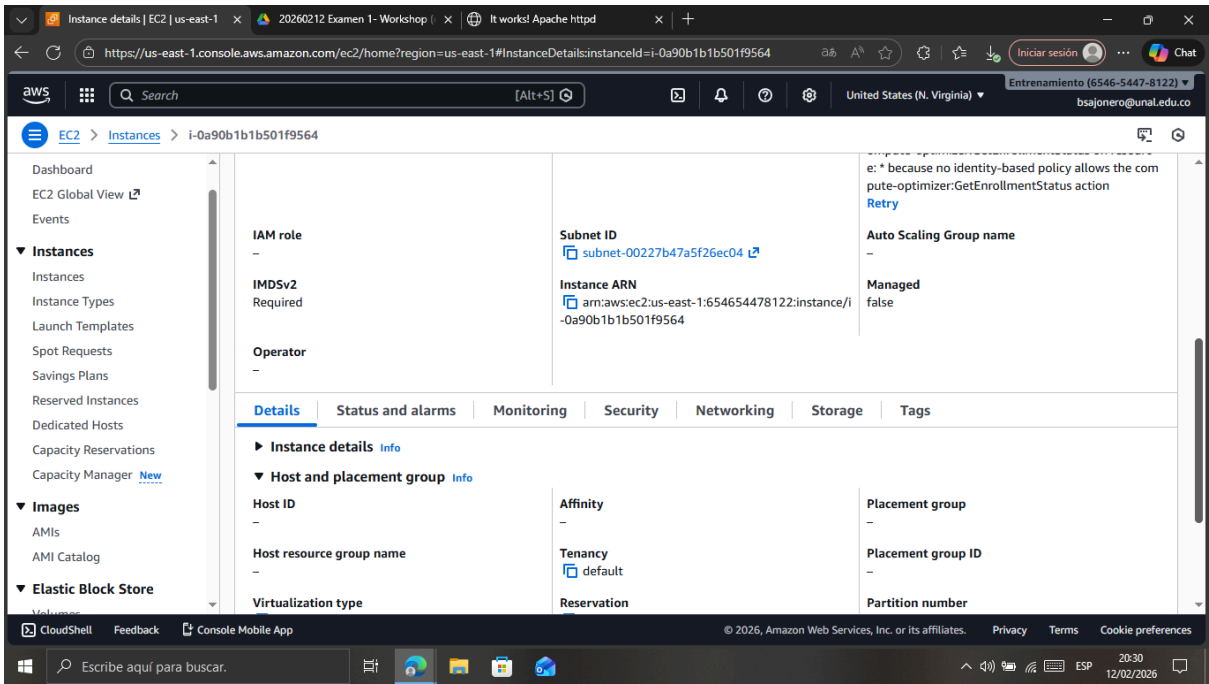 Instance details | EC2 | us-east-1
20260212 Examen 1- Workshop (
It works! Apache httpd
https://us-east-1.console.aws.amazon.com/ec2/home?region=us-east-1#InstanceDetails:instanceId=i-0a90b1b1b501f9564
Iniciar sesión
Chat
aws
Search
[Alt+S]
United States (N. Virginia)
Entrenamiento (6546-5447-8122)
bsajonero@unal.edu.co
EC2 > Instances > i-0a90b1b1b501f9564
Dashboard
EC2 Global View
Events
Instances
Instances
Instance Types
Launch Templates
Spot Requests
Savings Plans
Reserved Instances
Dedicated Hosts
Capacity Reservations
Capacity Manager New
Images
AMIs
AMI Catalog
Elastic Block Store
Volumes
e: * because no identity-based policy allows the com
pute-optimizer:GetEnrollmentStatus action
Retry
IAM role
–
Subnet ID
subnet-00227b47a5f26ec04
Auto Scaling Group name
–
IMDSv2
Required
Instance ARN
arn:aws:ec2:us-east-1:654654478122:instance/i
-0a90b1b1b501f9564
Managed
false
Operator
–
Details
Status and alarms
Monitoring
Security
Networking
Storage
Tags
Instance details Info
Host and placement group Info
Host ID
–
Affinity
–
Placement group
–
Host resource group name
–
Tenancy
default
Placement group ID
–
Virtualization type
Reservation
Partition number
CloudShell
Feedback
Console Mobile App
© 2026, Amazon Web Services, Inc. or its affiliates.
Privacy
Terms
Cookie preferences
Escribe aquí para buscar.
ESP
20:30
12/02/2026